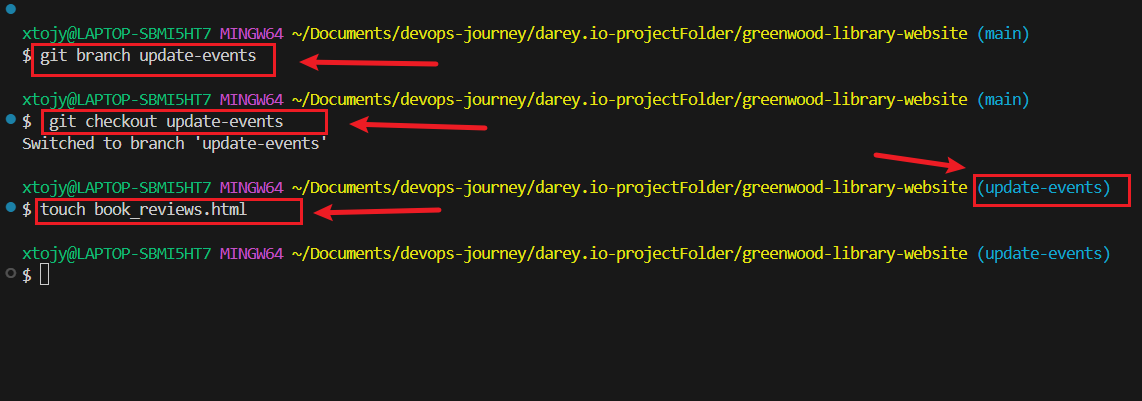 xtojy@LAPTOP-SBMI5HT7 MINGW64 ~/Documents/devops-journey/darey.io-projectFolder/greenwood-library-website (main)
$ git branch update-events
xtojy@LAPTOP-SBMI5HT7 MINGW64 ~/Documents/devops-journey/darey.io-projectFolder/greenwood-library-website (main)
$ git checkout update-events
Switched to branch 'update-events'
xtojy@LAPTOP-SBMI5HT7 MINGW64 ~/Documents/devops-journey/darey.io-projectFolder/greenwood-library-website (update-events)
$ touch book_reviews.html
xtojy@LAPTOP-SBMI5HT7 MINGW64 ~/Documents/devops-journey/darey.io-projectFolder/greenwood-library-website (update-events)
$